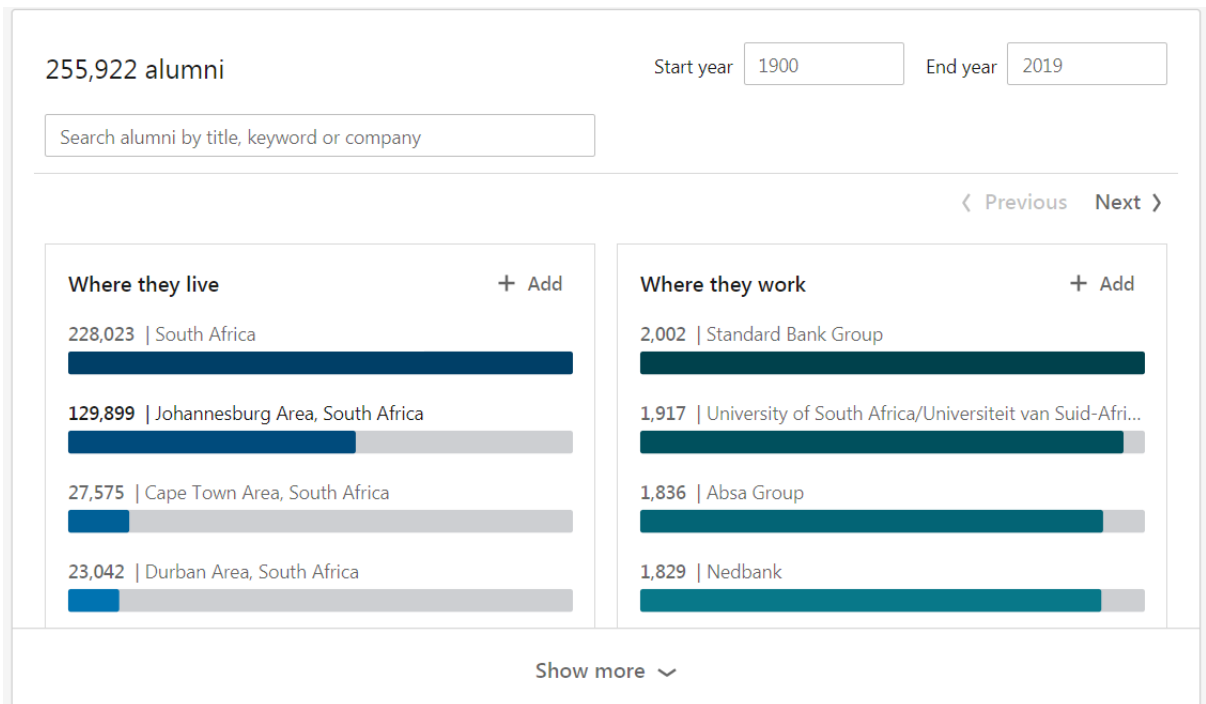 255,922 alumni
Start year 1900 End year 2019
Search alumni by title, keyword or company
Previous Next
Where they live + Add
228,023 | South Africa
129,899 | Johannesburg Area, South Africa
27,575 | Cape Town Area, South Africa
23,042 | Durban Area, South Africa
Where they work + Add
2,002 | Standard Bank Group
1,917 | University of South Africa/Universiteit van Suid-Afri...
1,836 | Absa Group
1,829 | Nedbank
Show more